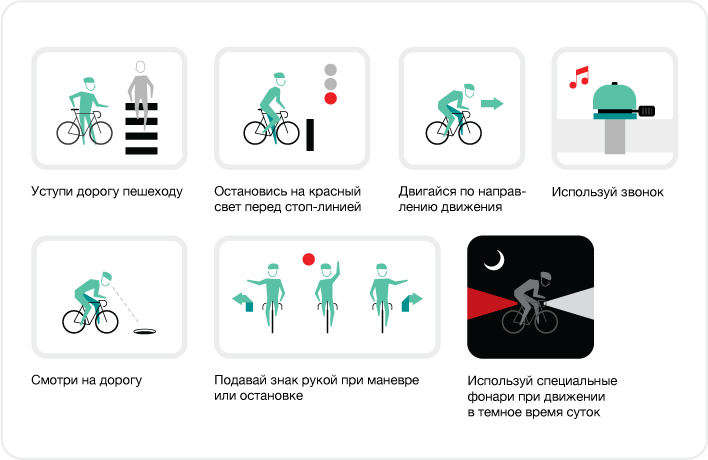 Уступи дорогу пешеходу
Остановись на красный
свет перед стоп-линией
Двигайся по направ-
лению движения
Используй звонок
Смотри на дорогу
Подавай знак рукой при маневре
или остановке
Используй специальные
фонари при движении
в темное время суток